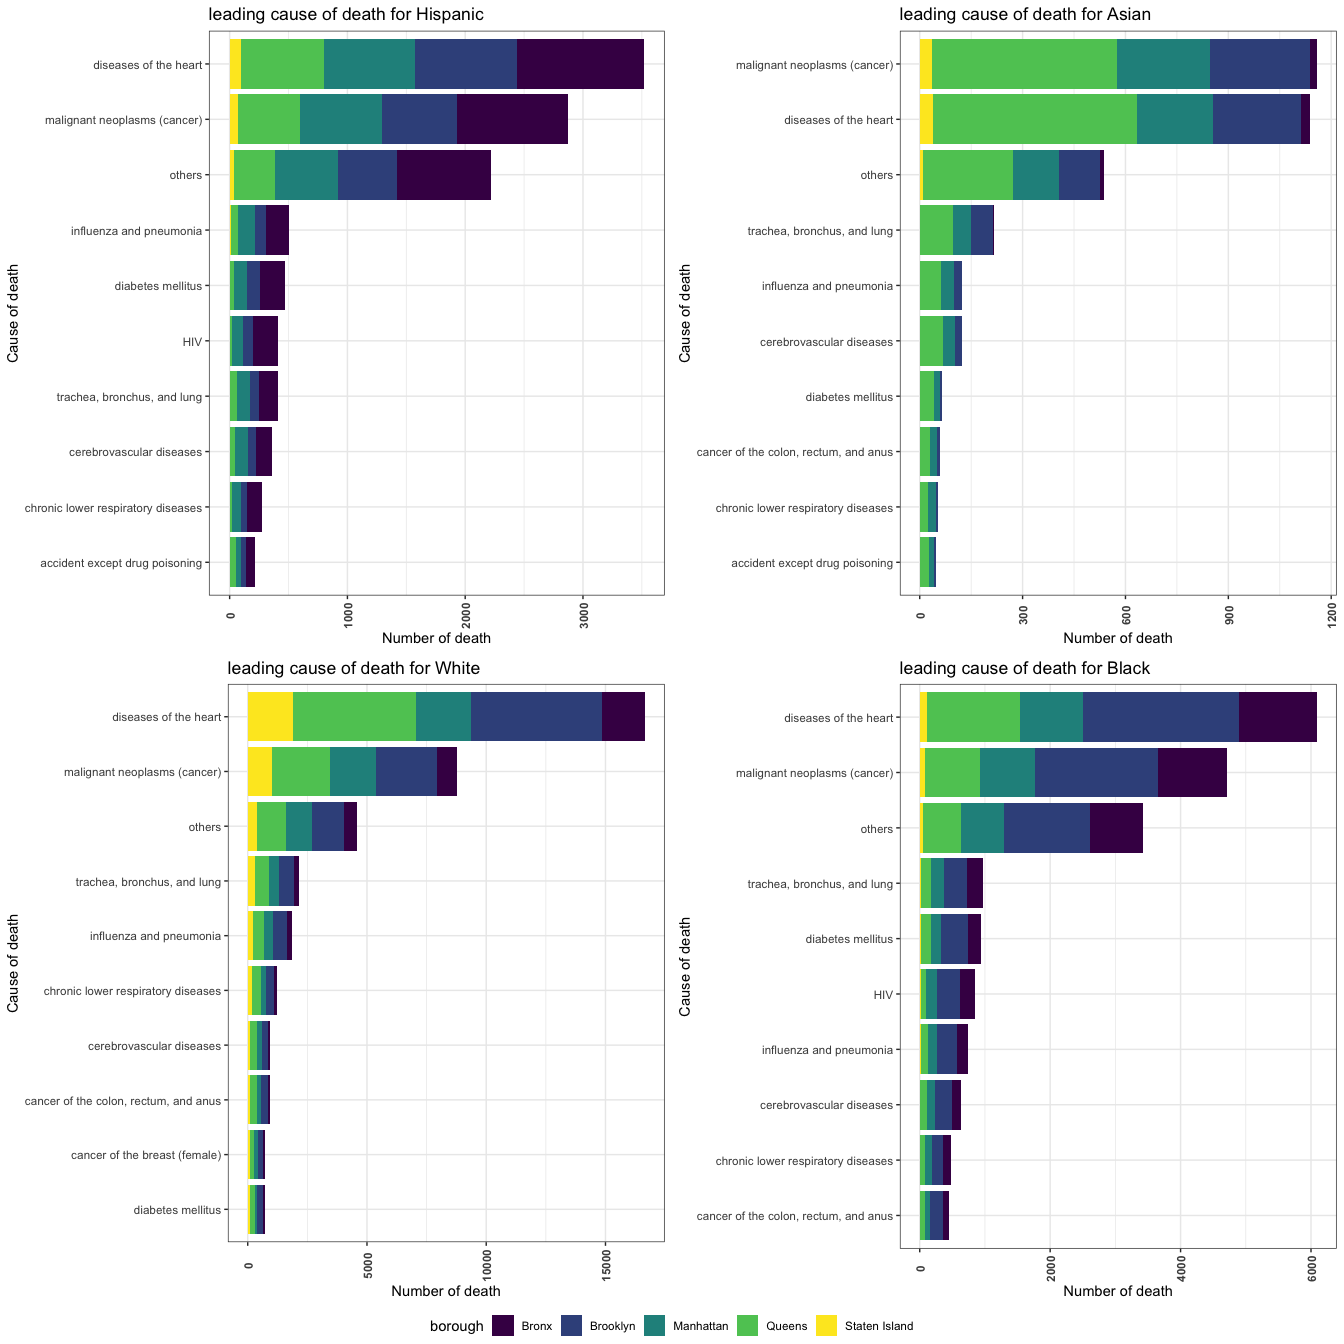 leading cause of death for Hispanic
Cause of death
diseases of the heart
malignant neoplasms (cancer)
others
influenza and pneumonia
diabetes mellitus
HIV
trachea, bronchus, and lung
cerebrovascular diseases
chronic lower respiratory diseases
accident except drug poisoning
0 1000 2000 3000
Number of death
leading cause of death for Asian
Cause of death
malignant neoplasms (cancer)
diseases of the heart
others
trachea, bronchus, and lung
influenza and pneumonia
cerebrovascular diseases
diabetes mellitus
cancer of the colon, rectum, and anus
chronic lower respiratory diseases
accident except drug poisoning
0 300 600 900 1200
Number of death
leading cause of death for White
Cause of death
diseases of the heart
malignant neoplasms (cancer)
others
trachea, bronchus, and lung
influenza and pneumonia
chronic lower respiratory diseases
cerebrovascular diseases
cancer of the colon, rectum, and anus
cancer of the breast (female)
diabetes mellitus
0 5000 10000 15000
Number of death
leading cause of death for Black
Cause of death
diseases of the heart
malignant neoplasms (cancer)
others
trachea, bronchus, and lung
diabetes mellitus
HIV
influenza and pneumonia
cerebrovascular diseases
chronic lower respiratory diseases
cancer of the colon, rectum, and anus
0 2000 4000 6000
Number of death
borough Bronx Brooklyn Manhattan Queens Staten Island